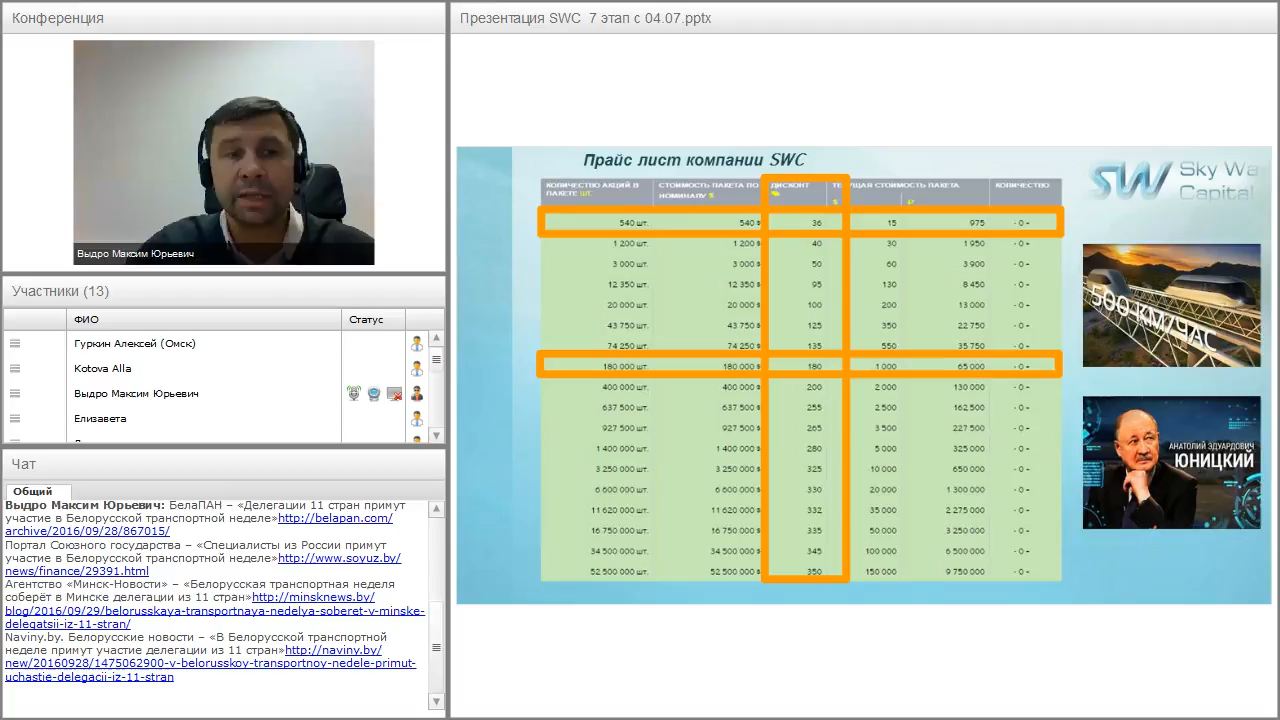 Конференция
Выдро Максим Юрьевич
Участники (13)
ФИО
Статус
Гуркин Алексей (Омск)
Kotova Alla
Выдро Максим Юрьевич
Елизавета
Чат
Общий
Выдро Максим Юрьевич: БелаПАН – «Делегации 11 стран примут
участие в Белорусской транспортной неделе»http://belapan.com/
archive/2016/09/28/867015/
Портал Союзного государства – «Специалисты из России примут
участие в Белорусской транспортной неделе»http://www.soyuz.by/
news/finance/29391.html
Агентство «Минск-Новости» – «Белорусская транспортная неделя
соберёт в Минске делегации из 11 стран»http://minsknews.by/
blog/2016/09/29/belorusskaya-transportnaya-nedelya-soberet-v-minske-
delegatsii-iz-11-stran/
Naviny.by. Белорусские новости – «В Белорусской транспортной
неделе примут участие делегации из 11 стран»http://naviny.by/
new/20160928/1475062900-v-belorusskoy-transportnoy-nedele-primut-
uchastie-delegacii-iz-11-stran
Презентация SWC 7 этап с 04.07.pptx
Прайс лист компании SWC
КОЛИЧЕСТВО АКЦИЙ В ПАКЕТЕ ШТ. СТОИМОСТЬ ПАКЕТА ПО НОМИНАЛУ $ ДИСКОНТ % ТЕКУЩАЯ СТОИМОСТЬ ПАКЕТА $ ₽ КОЛИЧЕСТВО
540 шт. 540 $ 36 15 975 - 0 +
1 200 шт. 1 200 $ 40 30 1 950 - 0 +
3 000 шт. 3 000 $ 50 60 3 900 - 0 +
12 350 шт. 12 350 $ 95 130 8 450 - 0 +
20 000 шт. 20 000 $ 100 200 13 000 - 0 +
43 750 шт. 43 750 $ 125 350 22 750 - 0 +
74 250 шт. 74 250 $ 135 550 35 750 - 0 +
180 000 шт. 180 000 $ 180 1 000 65 000 - 0 +
400 000 шт. 400 000 $ 200 2 000 130 000 - 0 +
637 500 шт. 637 500 $ 255 2 500 162 500 - 0 +
927 500 шт. 927 500 $ 265 3 500 227 500 - 0 +
1 400 000 шт. 1 400 000 $ 280 5 000 325 000 - 0 +
3 250 000 шт. 3 250 000 $ 325 10 000 650 000 - 0 +
6 600 000 шт. 6 600 000 $ 330 20 000 1 300 000 - 0 +
11 620 000 шт. 11 620 000 $ 332 35 000 2 275 000 - 0 +
16 750 000 шт. 16 750 000 $ 335 50 000 3 250 000 - 0 +
34 500 000 шт. 34 500 000 $ 345 100 000 6 500 000 - 0 +
52 500 000 шт. 52 500 000 $ 350 150 000 9 750 000 - 0 +
SW Sky Wa
Capital
500 КМ/ЧАС
АНАТОЛИЙ ЭДУАРДОВИЧ
ЮНИЦКИЙ